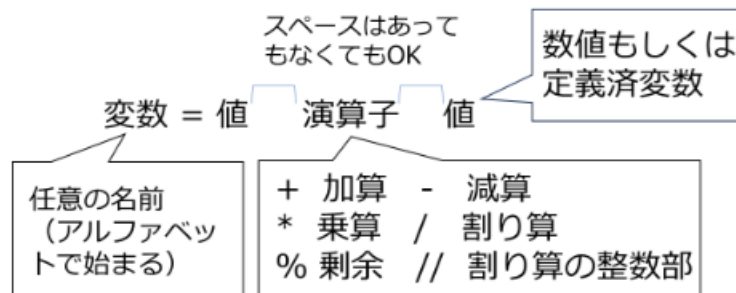 スペースはあって
もなくてもOK
数値もしくは
定義済変数
変数 = 値 演算子 値
任意の名前
（アルファベッ
トで始まる）
+ 加算 - 減算
* 乗算 / 割り算
% 剰余 // 割り算の整数部